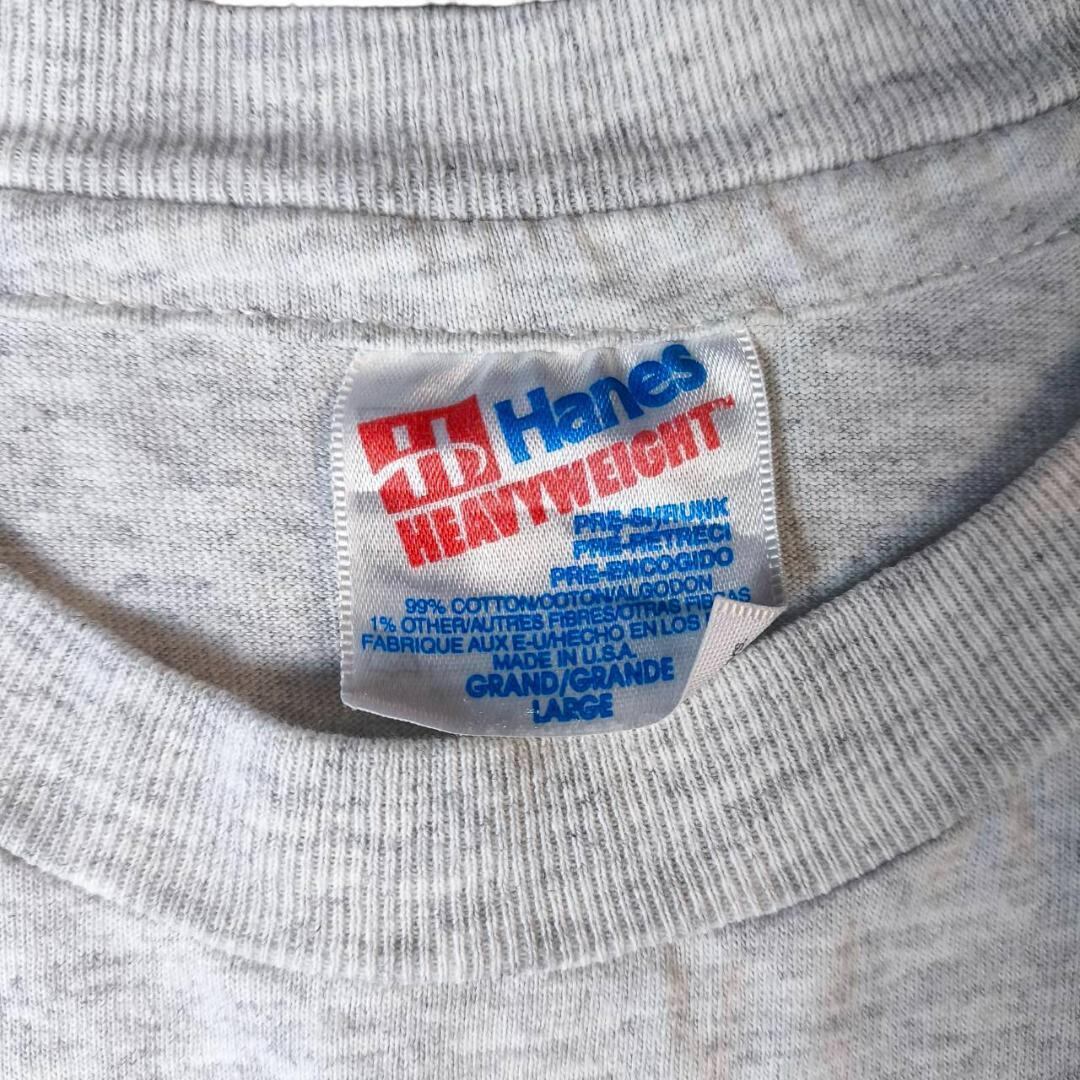 Hanes
HEAVYWEIGHT™
PRE-SHRUNK
PRE-RETRECI
PRE-ENCOGIDO
99% COTTON/COTON/ALGODON
1% OTHER/AUTRES FIBRES/OTRAS FIBRAS
FABRIQUE AUX E-U/HECHO EN LOS
MADE IN U.S.A.
GRAND/GRANDE
LARGE